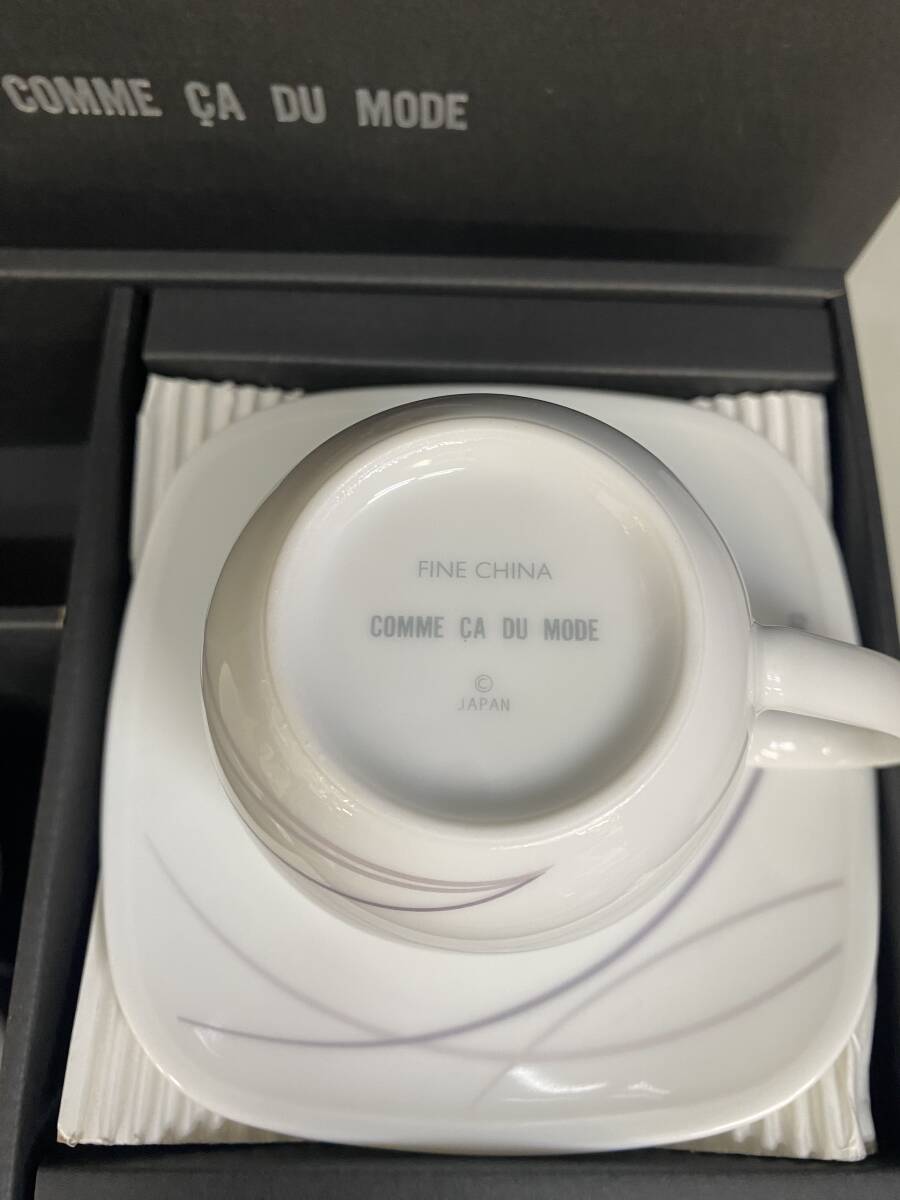 COMME ÇA DU MODE
FINE CHINA
COMME ÇA DU MODE
©
JAPAN